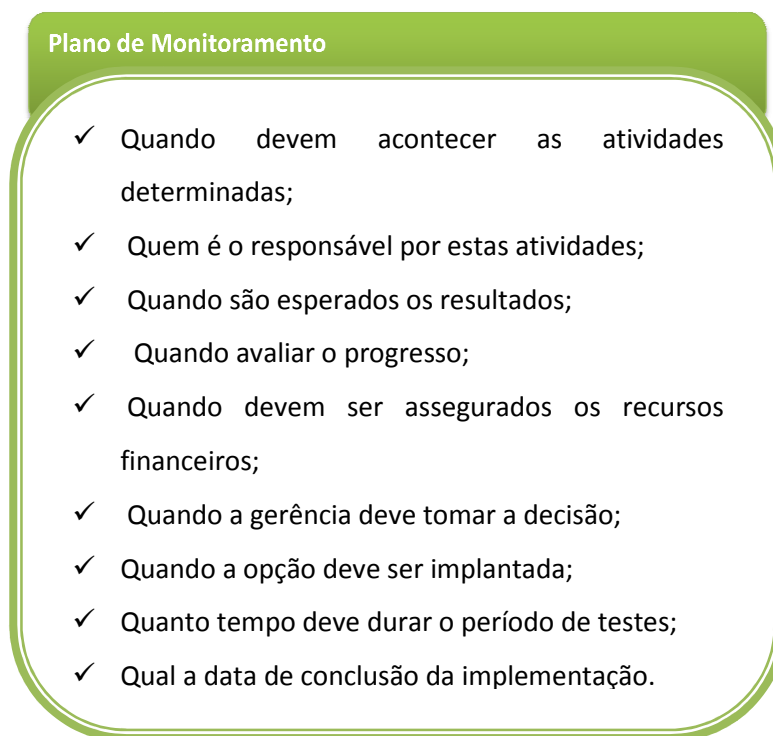 Plano de Monitoramento
✓ Quando devem acontecer as atividades
determinadas;
✓ Quem é o responsável por estas atividades;
✓ Quando são esperados os resultados;
✓ Quando avaliar o progresso;
✓ Quando devem ser assegurados os recursos
financeiros;
✓ Quando a gerência deve tomar a decisão;
✓ Quando a opção deve ser implantada;
✓ Quanto tempo deve durar o período de testes;
✓ Qual a data de conclusão da implementação.